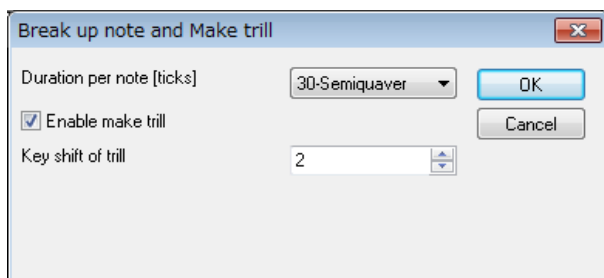 Break up note and Make trill
Duration per note [ticks]
30-Semiquaver
OK
Enable make trill
Cancel
Key shift of trill
2